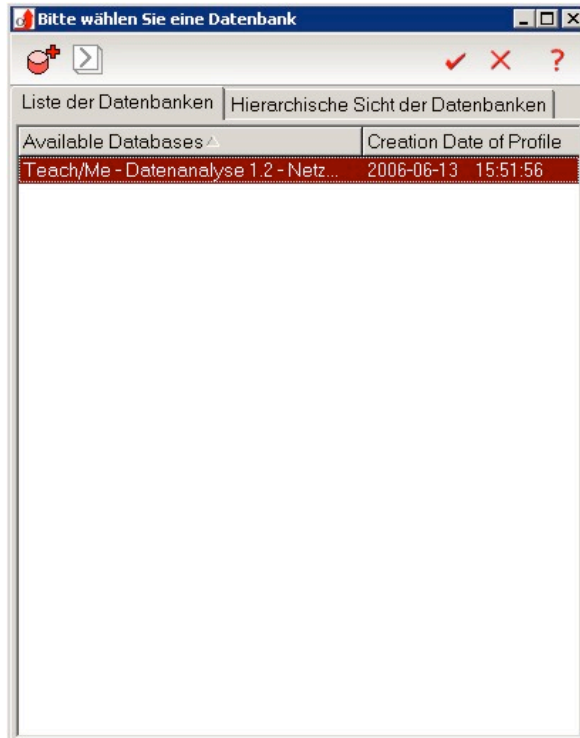 Bitte wählen Sie eine Datenbank
?
Liste der Datenbanken Hierarchische Sicht der Datenbanken
Available Databases Creation Date of Profile
Teach/Me - Datenanalyse 1.2 - Netz... 2006-06-13 15:51:56